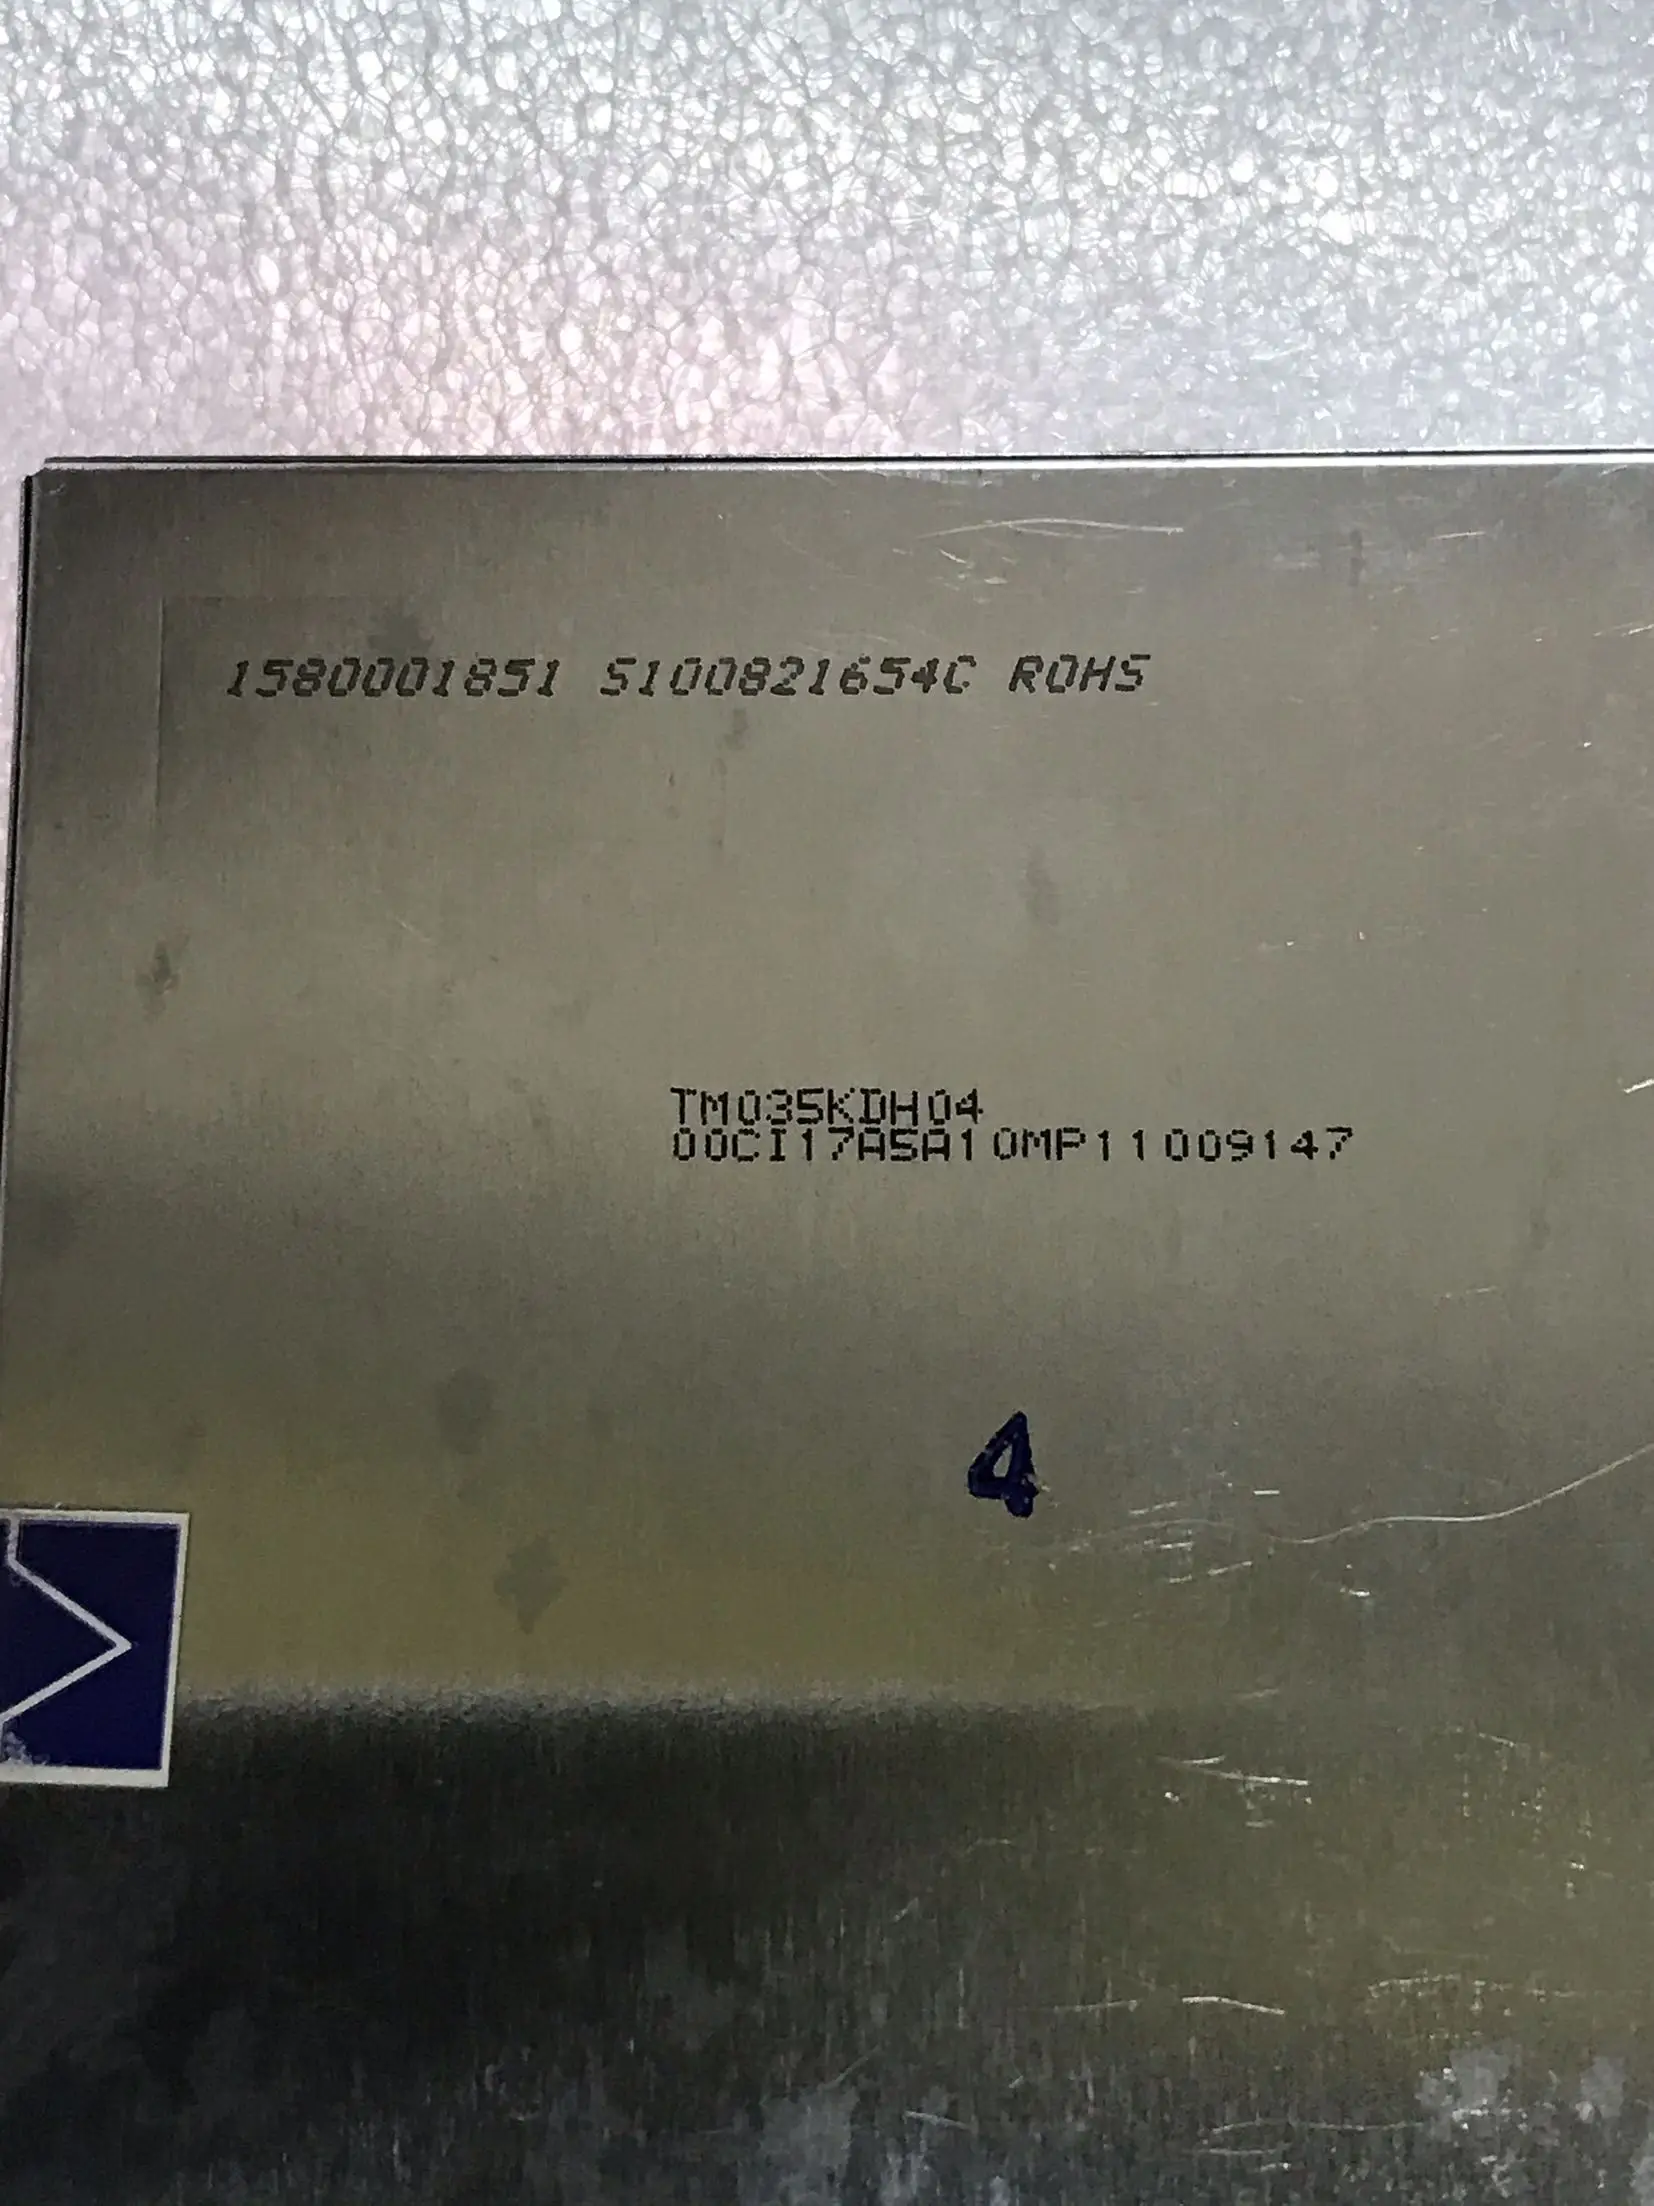 1580001851 S100821654C ROHS
TM035KDH04
00CI17A5A10MP11009147
4